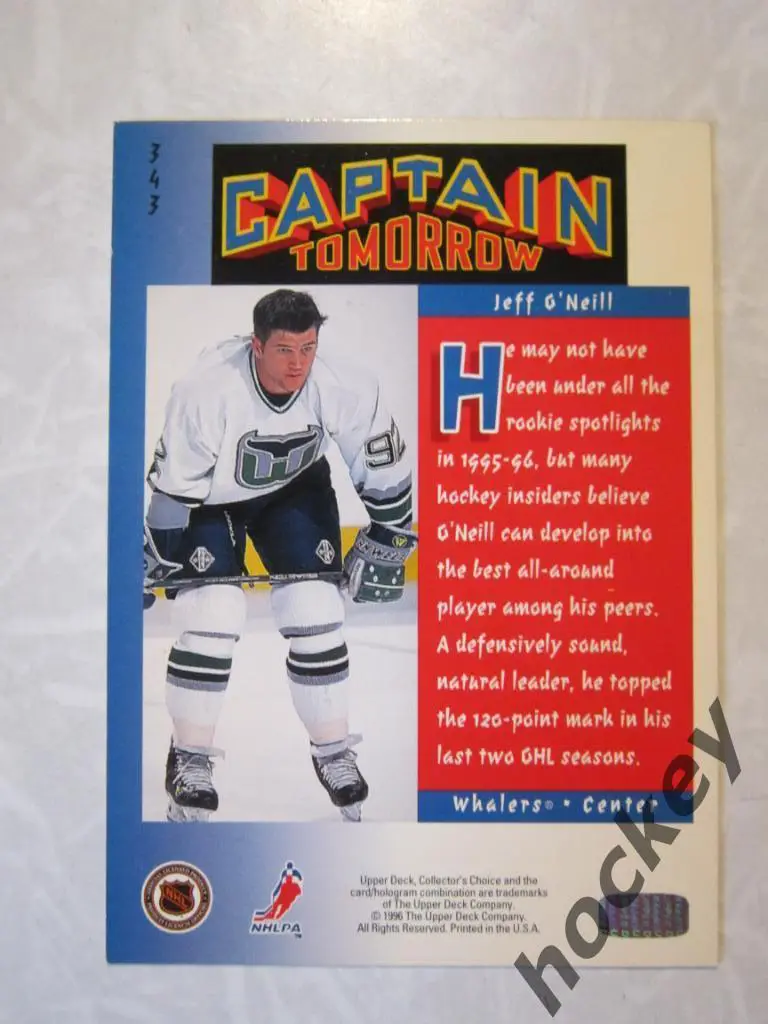 343
CAPTAIN
TOMORROW
Jeff O'Neill
He may not have
been under all the
rookie spotlights
in 1995-96, but many
hockey insiders believe
O'Neill can develop into
the best all-around
player among his peers.
A defensively sound,
natural leader, he topped
the 120-point mark in his
last two OHL seasons.
Whalers® • Center
NHL
NHLPA
Upper Deck, Collector's Choice and the
card/hologram combination are trademarks
of The Upper Deck Company.
© 1996 The Upper Deck Company.
All Rights Reserved. Printed in the U.S.A.
hockey